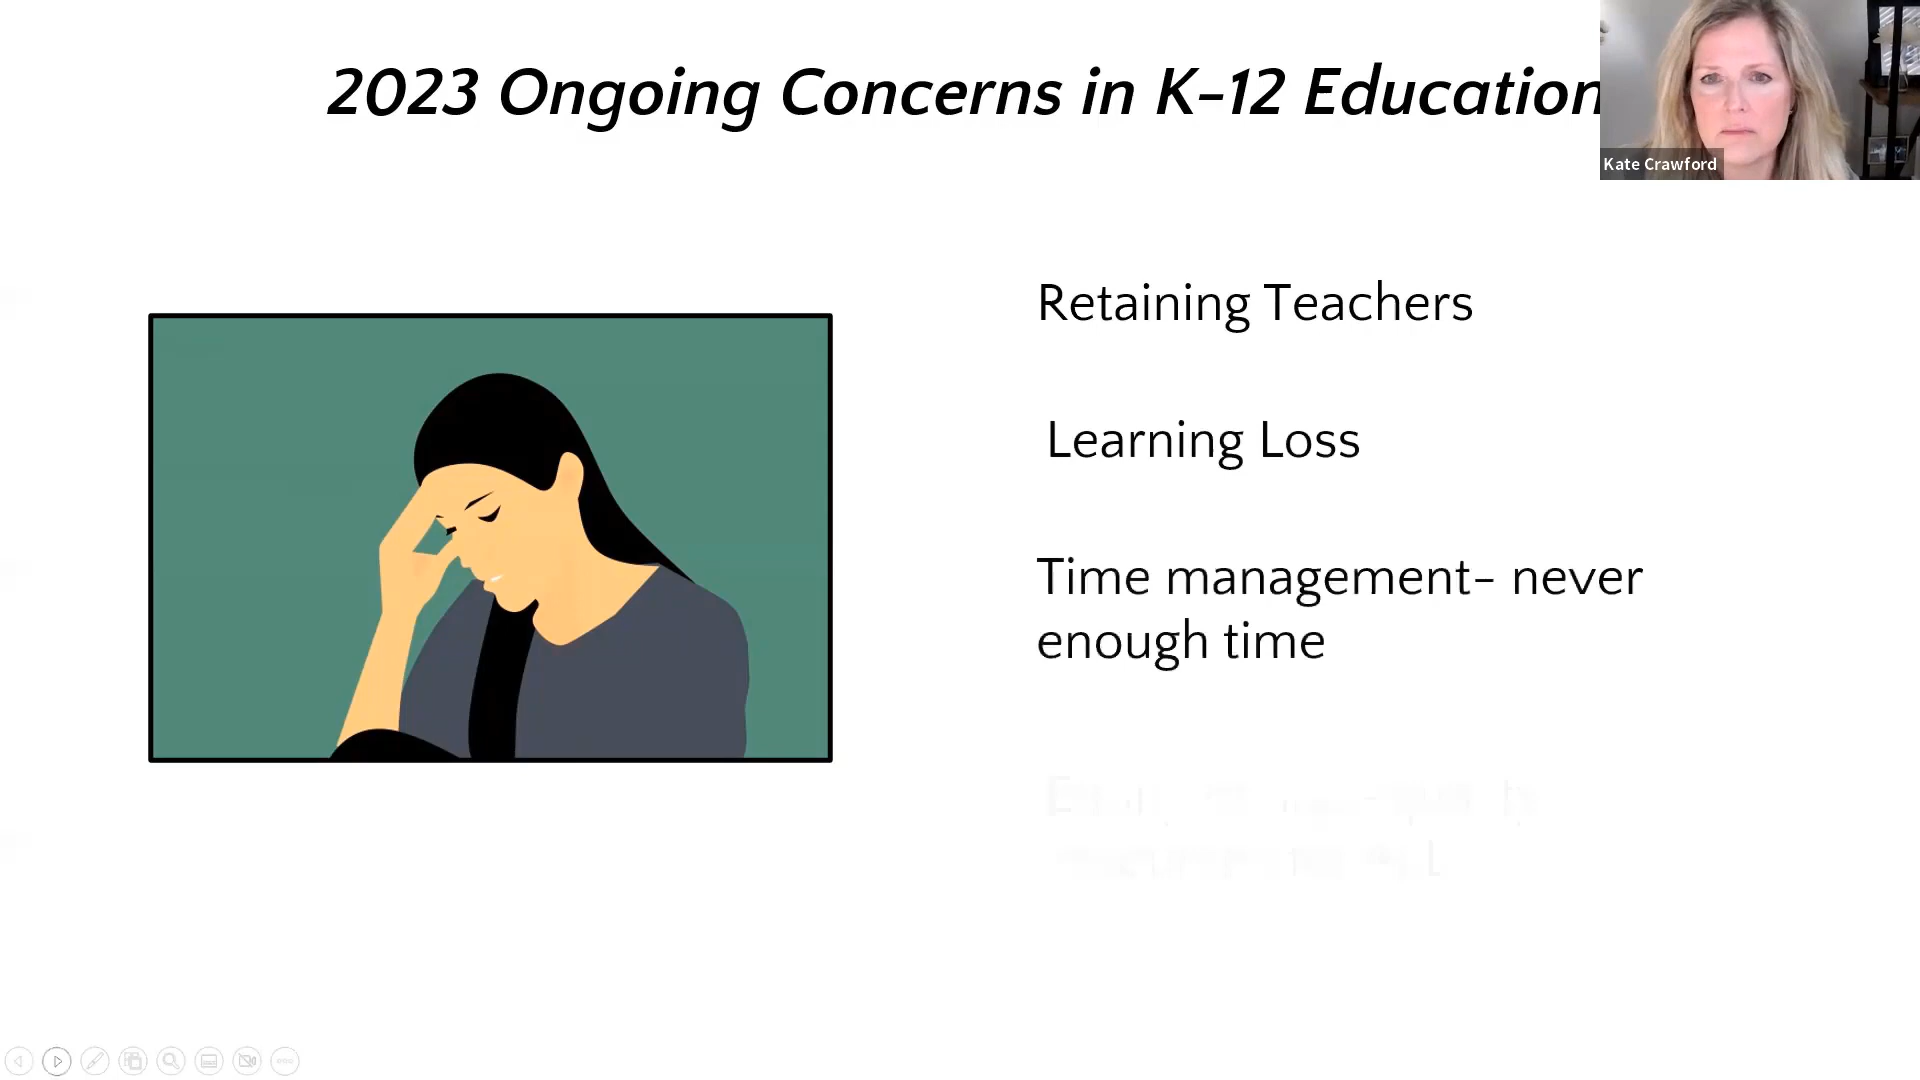 2023 Ongoing Concerns in K-12 Education
Kate Crawford
Retaining Teachers
Learning Loss
Time management- never
enough time